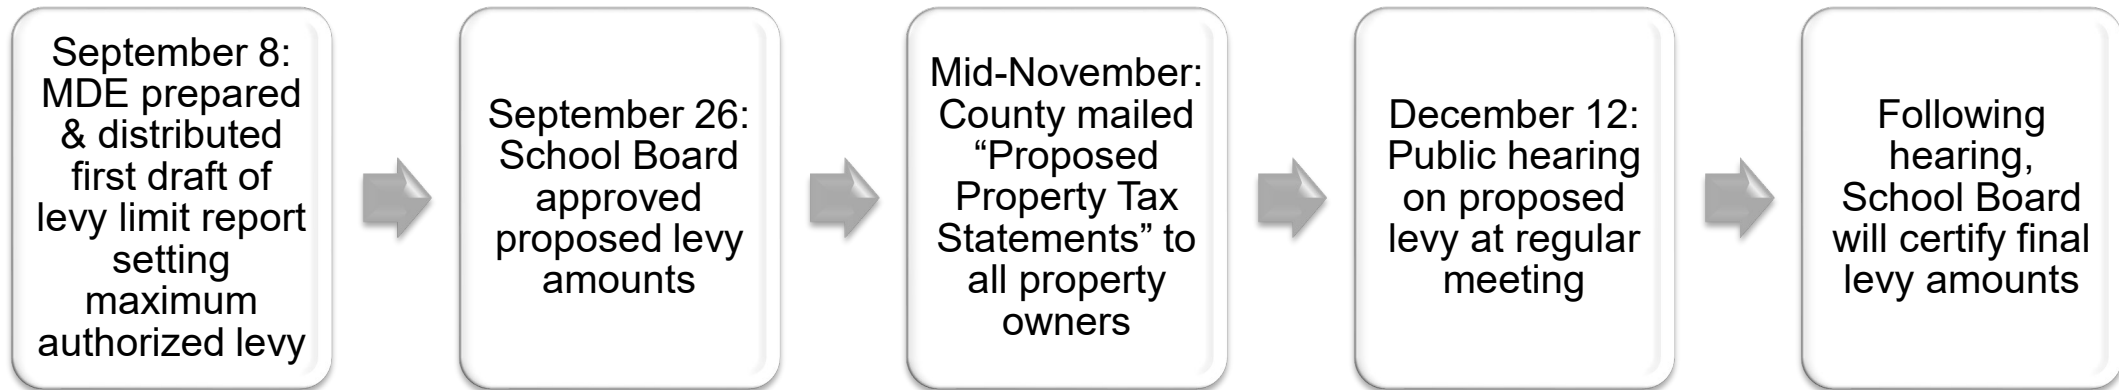 September 8:
MDE prepared
& distributed
first draft of
levy limit report
setting
maximum
authorized levy
September 26:
School Board
approved
proposed levy
amounts
Mid-November:
County mailed
“Proposed
Property Tax
Statements” to
all property
owners
December 12:
Public hearing
on proposed
levy at regular
meeting
Following
hearing,
School Board
will certify final
levy amounts